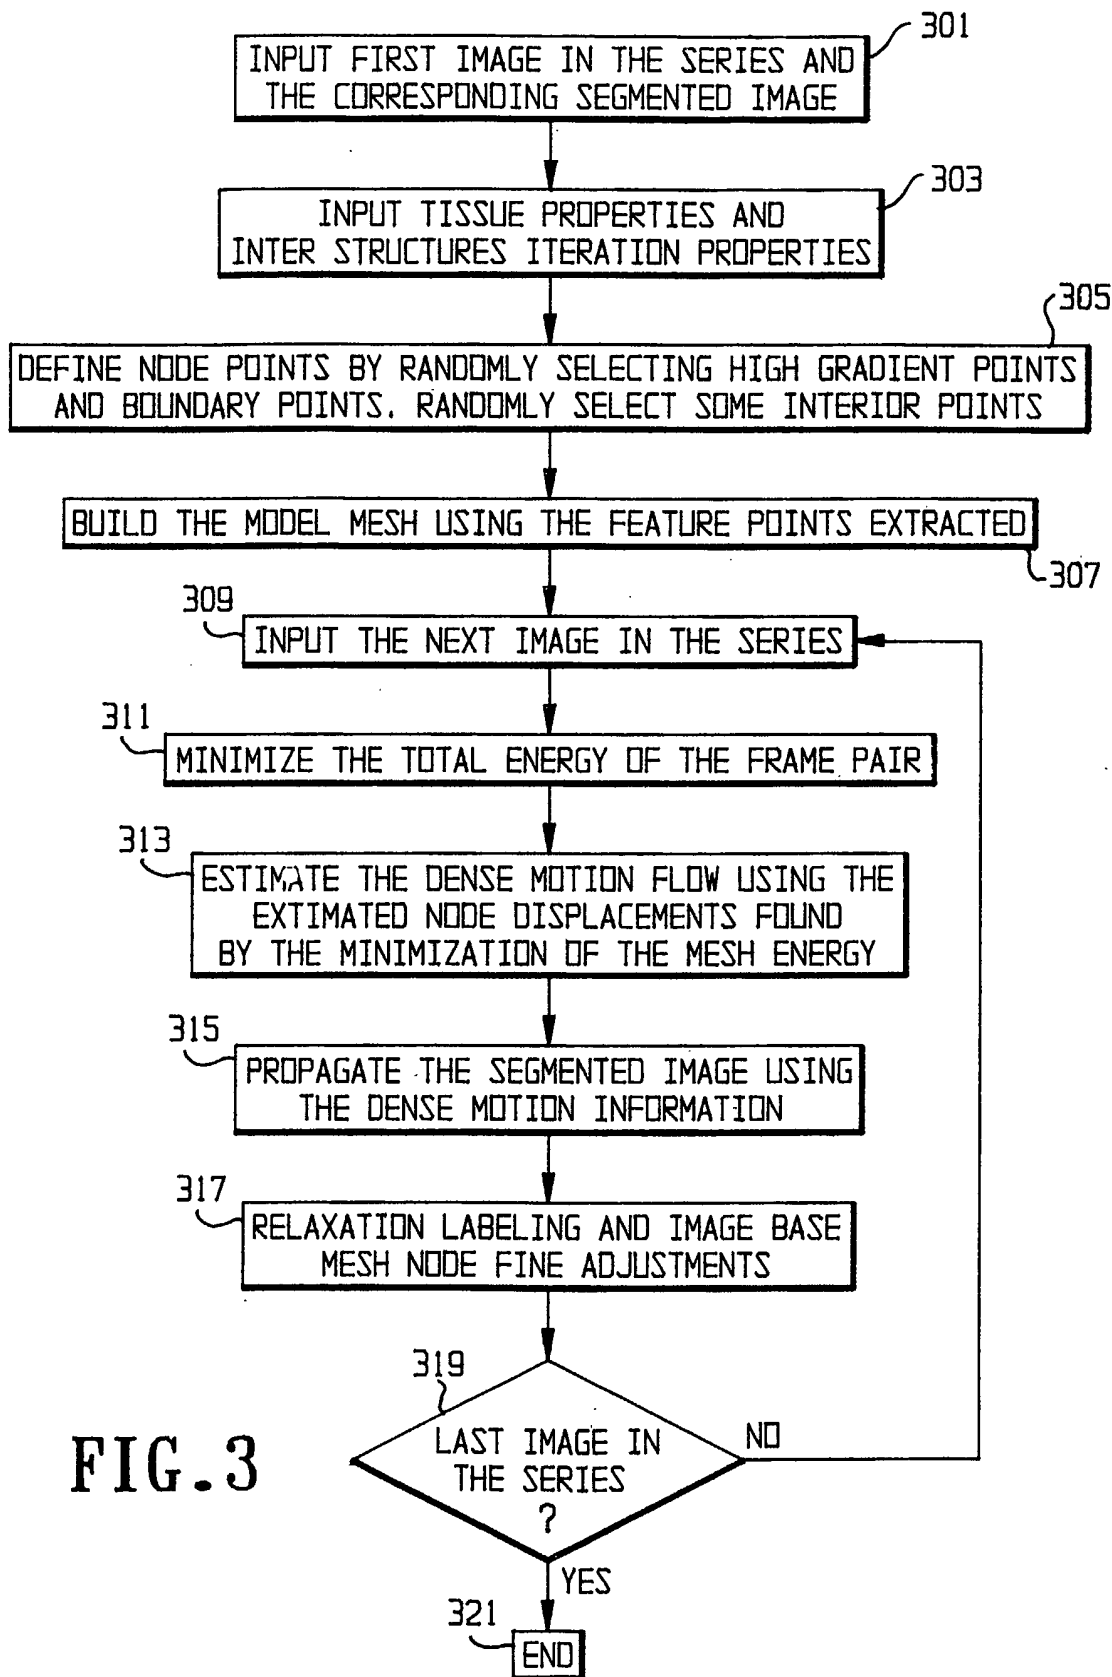 301
INPUT FIRST IMAGE IN THE SERIES AND
THE CORRESPONDING SEGMENTED IMAGE
303
INPUT TISSUE PROPERTIES AND
INTER STRUCTURES ITERATION PROPERTIES
305
DEFINE NODE POINTS BY RANDOMLY SELECTING HIGH GRADIENT POINTS
AND BOUNDARY POINTS. RANDOMLY SELECT SOME INTERIOR POINTS
BUILD THE MODEL MESH USING THE FEATURE POINTS EXTRACTED
307
309
INPUT THE NEXT IMAGE IN THE SERIES
311
MINIMIZE THE TOTAL ENERGY OF THE FRAME PAIR
313
ESTIMATE THE DENSE MOTION FLOW USING THE
EXTIMATED NODE DISPLACEMENTS FOUND
BY THE MINIMIZATION OF THE MESH ENERGY
315
PROPAGATE THE SEGMENTED IMAGE USING
THE DENSE MOTION INFORMATION
317
RELAXATION LABELING AND IMAGE BASE
MESH NODE FINE ADJUSTMENTS
319
LAST IMAGE IN
THE SERIES
?
NO
FIG.3
YES
321
END